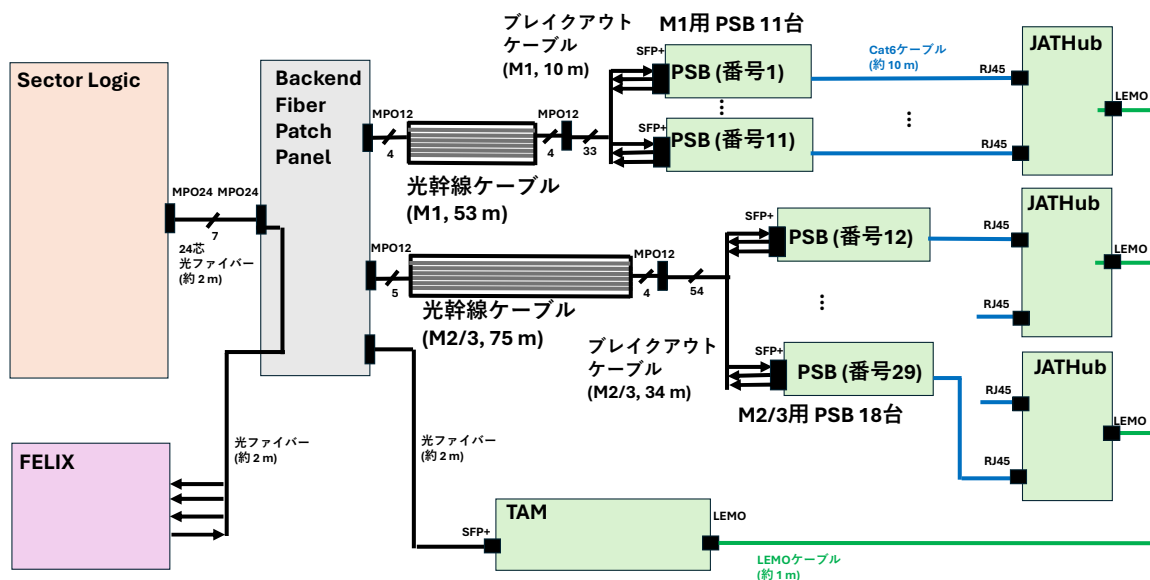 Sector Logic
MPO24
MPO24
7
24芯
光ファイバー
(約 2 m)
Backend
Fiber
Patch
Panel
MPO12
4
MPO12
4
33
光幹線ケーブル
(M1, 53 m)
ブレイクアウト
ケーブル
(M1, 10 m)
M1用 PSB 11台
SFP+
PSB (番号1)
⋮
SFP+
PSB (番号11)
Cat6ケーブル
(約 10 m)
⋮
RJ45
RJ45
JATHub
LEMO
MPO12
5
MPO12
4
54
光幹線ケーブル
(M2/3, 75 m)
ブレイクアウト
ケーブル
(M2/3, 34 m)
SFP+
PSB (番号12)
⋮
SFP+
PSB (番号29)
M2/3用 PSB 18台
RJ45
RJ45
JATHub
LEMO
RJ45
RJ45
JATHub
LEMO
FELIX
光ファイバー
(約 2 m)
光ファイバー
(約 2 m)
SFP+
TAM
LEMO
LEMOケーブル
(約 1 m)